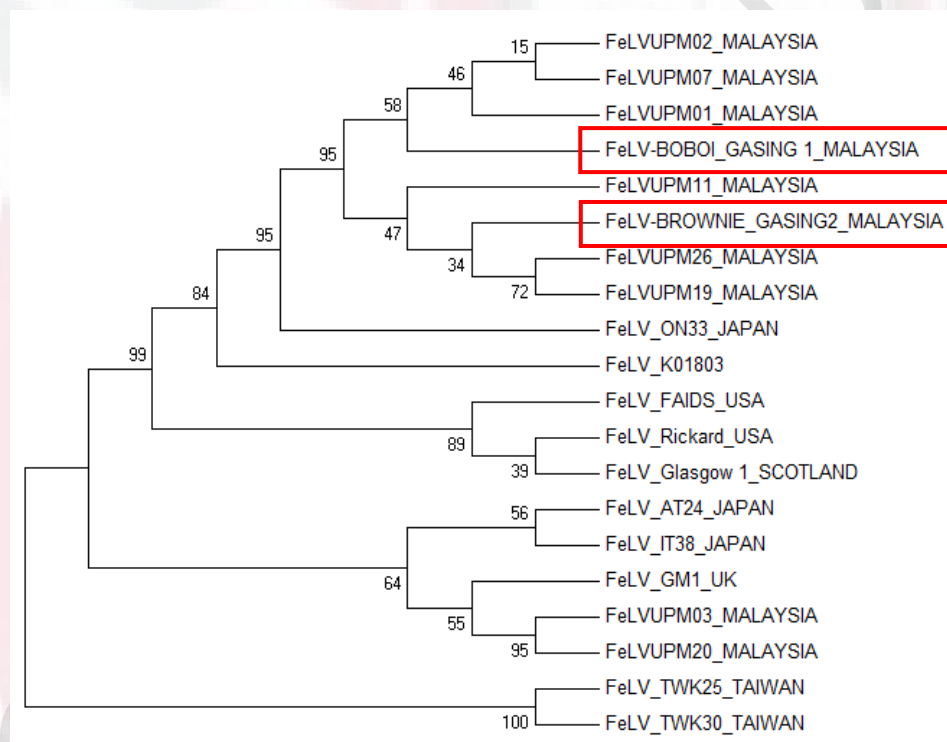 15
FeLVUPM02_MALAYSIA
46
FeLVUPM07_MALAYSIA
58
FeLVUPM01_MALAYSIA
95
FeLV-BOBOI_GASING 1_MALAYSIA
FeLVUPM11_MALAYSIA
95
47
FeLV-BROWNIE_GASING2_MALAYSIA
34
FeLVUPM26_MALAYSIA
84
72
FeLVUPM19_MALAYSIA
FeLV_ON33_JAPAN
99
FeLV_K01803
FeLV_FAIDS_USA
89
FeLV_Rickard_USA
39
FeLV_Glasgow 1_SCOTLAND
56
FeLV_AT24_JAPAN
FeLV_IT38_JAPAN
64
FeLV_GM1_UK
55
FeLVUPM03_MALAYSIA
95
FeLVUPM20_MALAYSIA
FeLV_TWK25_TAIWAN
100
FeLV_TWK30_TAIWAN